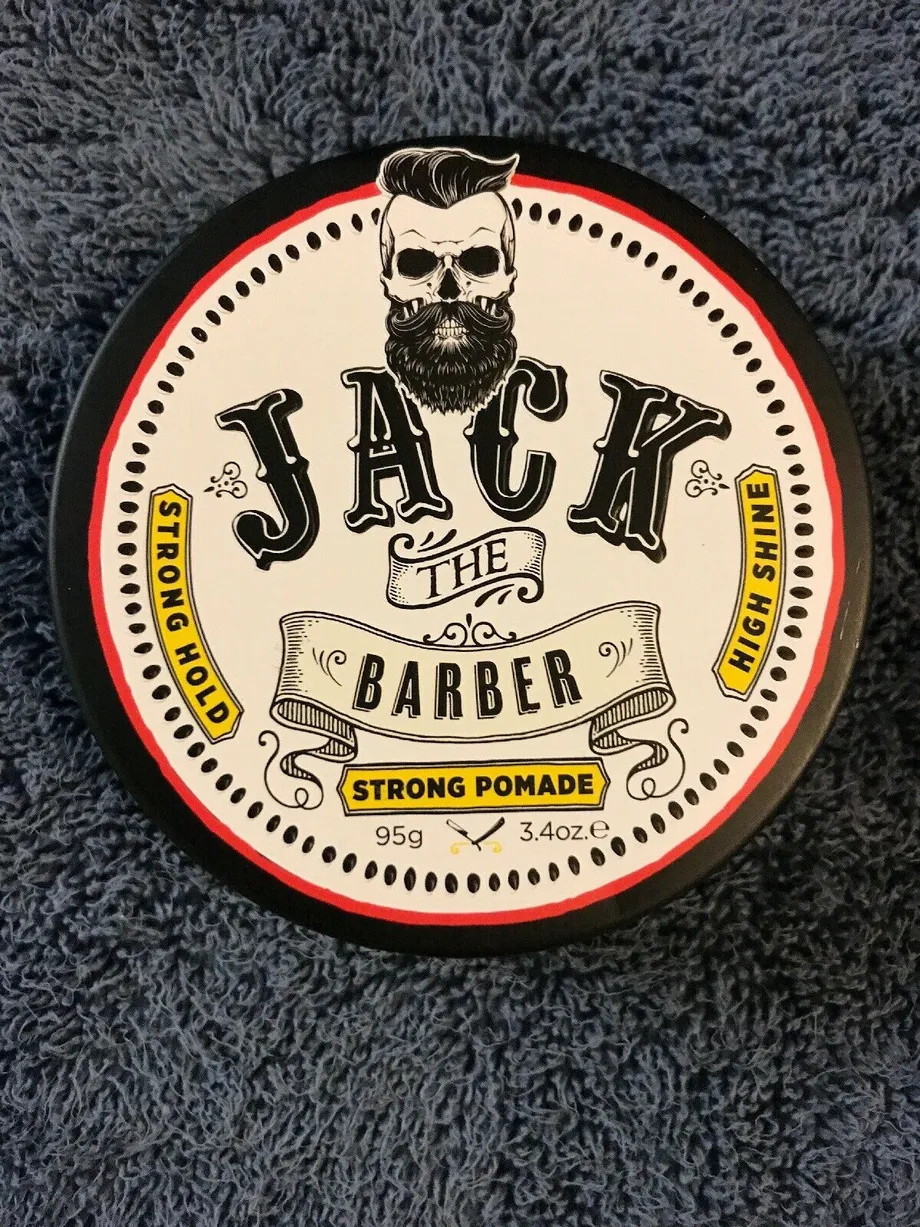 JACK
THE
BARBER
STRONG HOLD
HIGH SHINE
STRONG POMADE
95g 3.4oz.℮